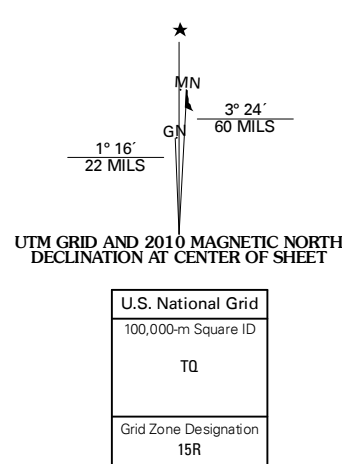 MN
3° 24´
60 MILS
GN
1° 16´
22 MILS
UTM GRID AND 2010 MAGNETIC NORTH
DECLINATION AT CENTER OF SHEET
U.S. National Grid
100,000-m Square ID
TQ
Grid Zone Designation
15R